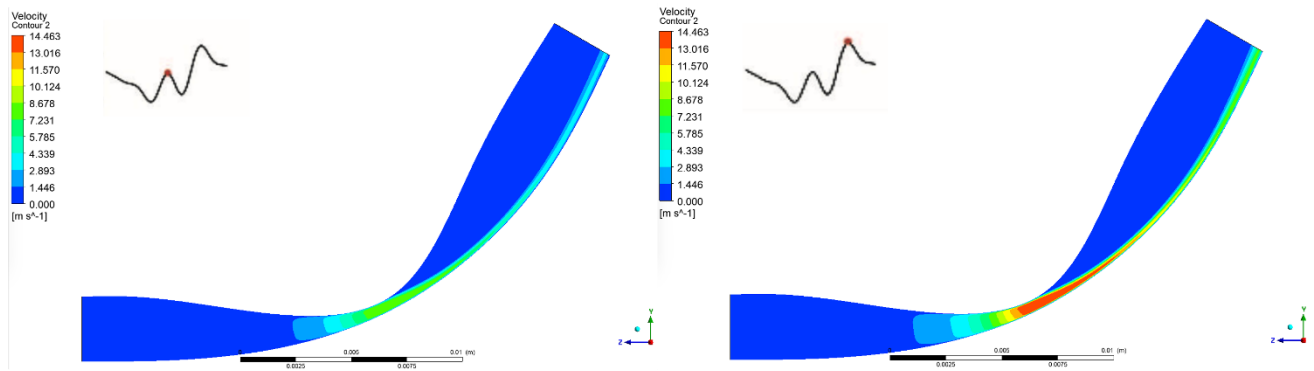 Velocity
Contour 2
14.463
13.016
11.570
10.124
8.678
7.231
5.785
4.339
2.893
1.446
0.000
[m s^-1]
Y
Z
0 0.005 0.01 (m)
0.0025 0.0075
Velocity
Contour 2
14.463
13.016
11.570
10.124
8.678
7.231
5.785
4.339
2.893
1.446
0.000
[m s^-1]
Y
Z
0 0.005 0.01 (m)
0.0025 0.0075